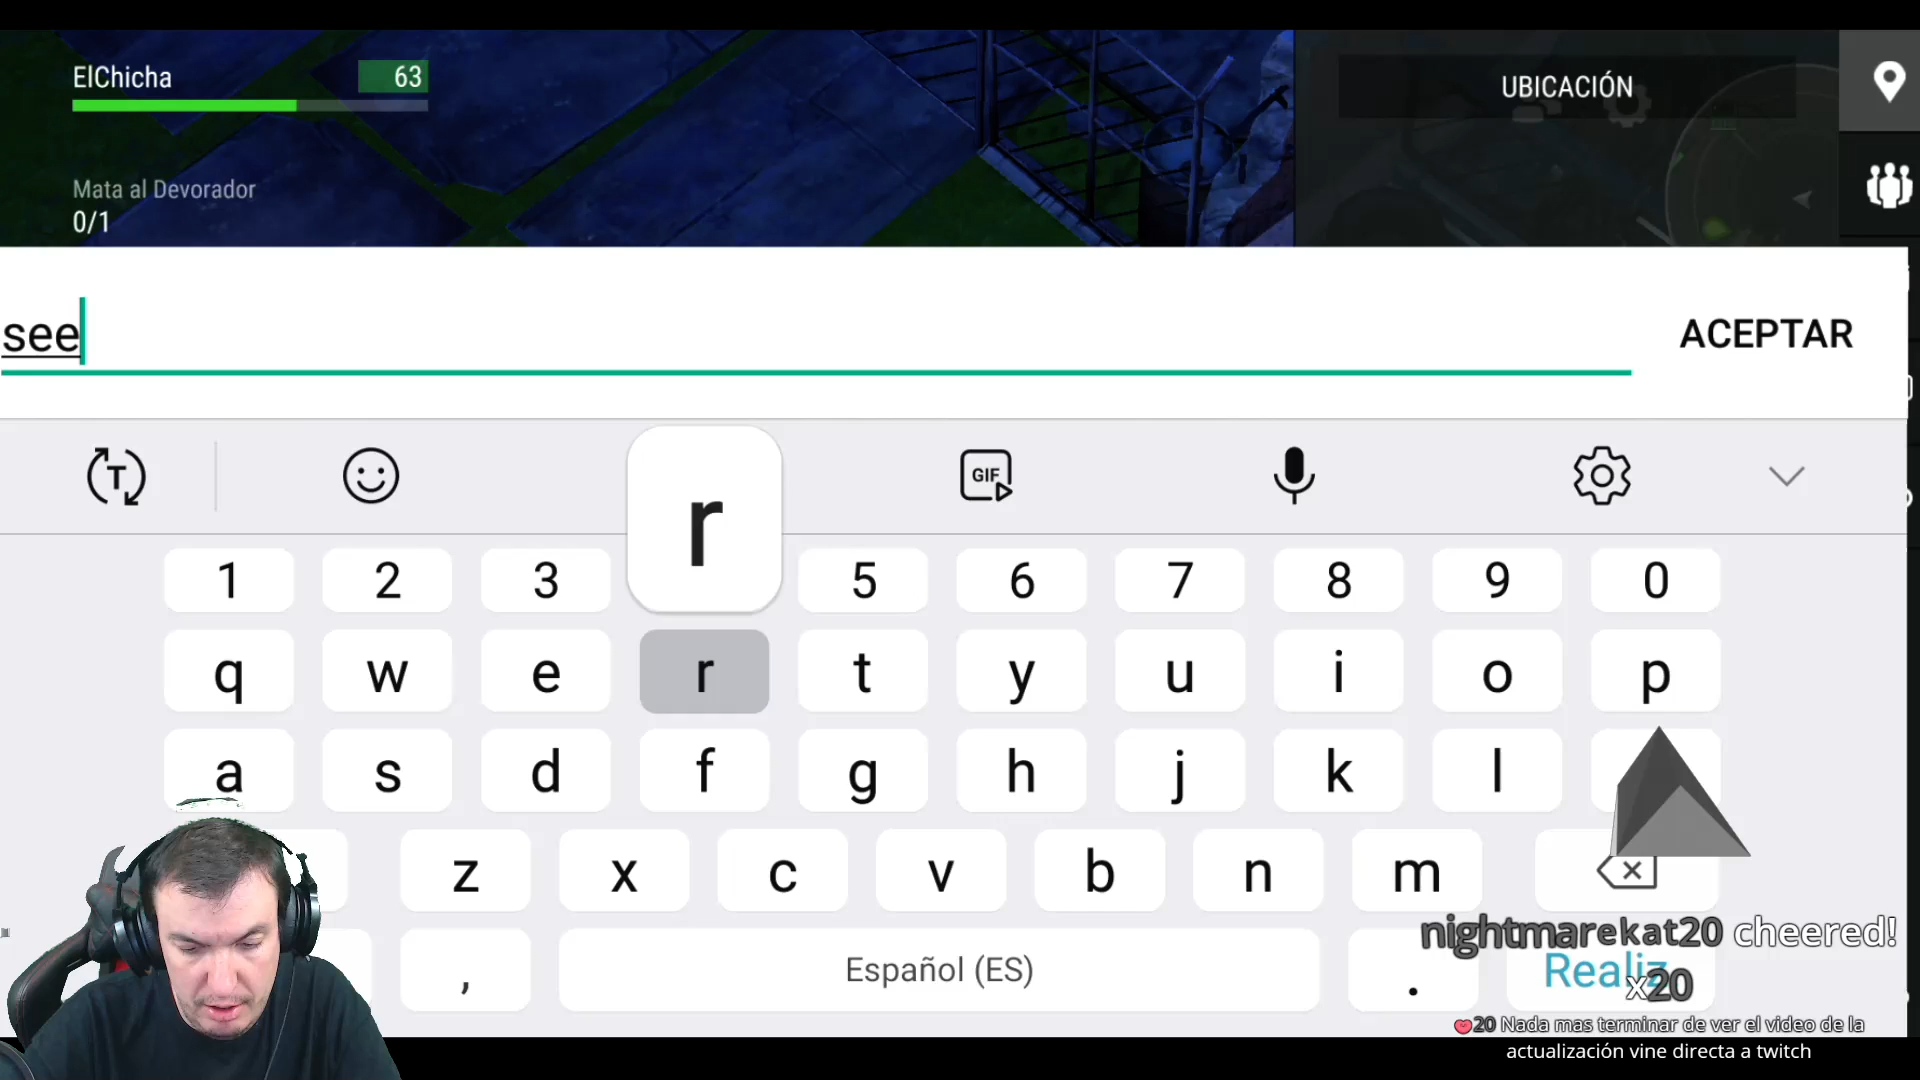 ElChicha
63
UBICACIÓN
Mata al Devorador
0/1
see
ACEPTAR
T
GIF
r
1 2 3 5 6 7 8 9 0
q w e r t y u i o p
a s d f g h j k l
z x c v b n m
, Español (ES) .
nightmarekat20 cheered!
Realiz
x20
20 Nada mas terminar de ver el video de la
actualización vine directa a twitch